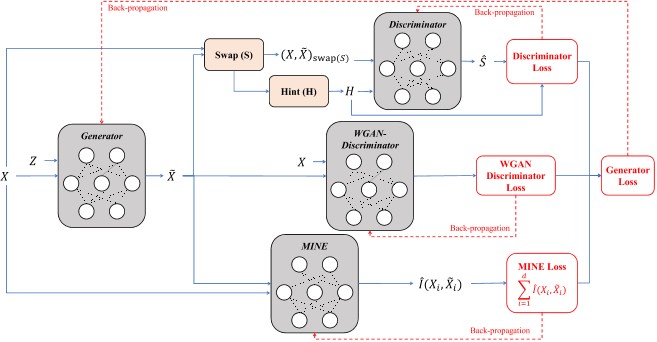 Back-propagation
Back-propagation
Discriminator
Swap (S)
(X, X̃)swap(S)
Ŝ
Discriminator
Loss
Hint (H)
H
Generator
WGAN-
Discriminator
Z
X
X
X̃
WGAN
Discriminator
Loss
Generator
Loss
Back-propagation
MINE
Î(Xᵢ, X̃ᵢ)
MINE Loss
∑ᵢ₌₁ᵈ Î(Xᵢ, X̃ᵢ)
Back-propagation